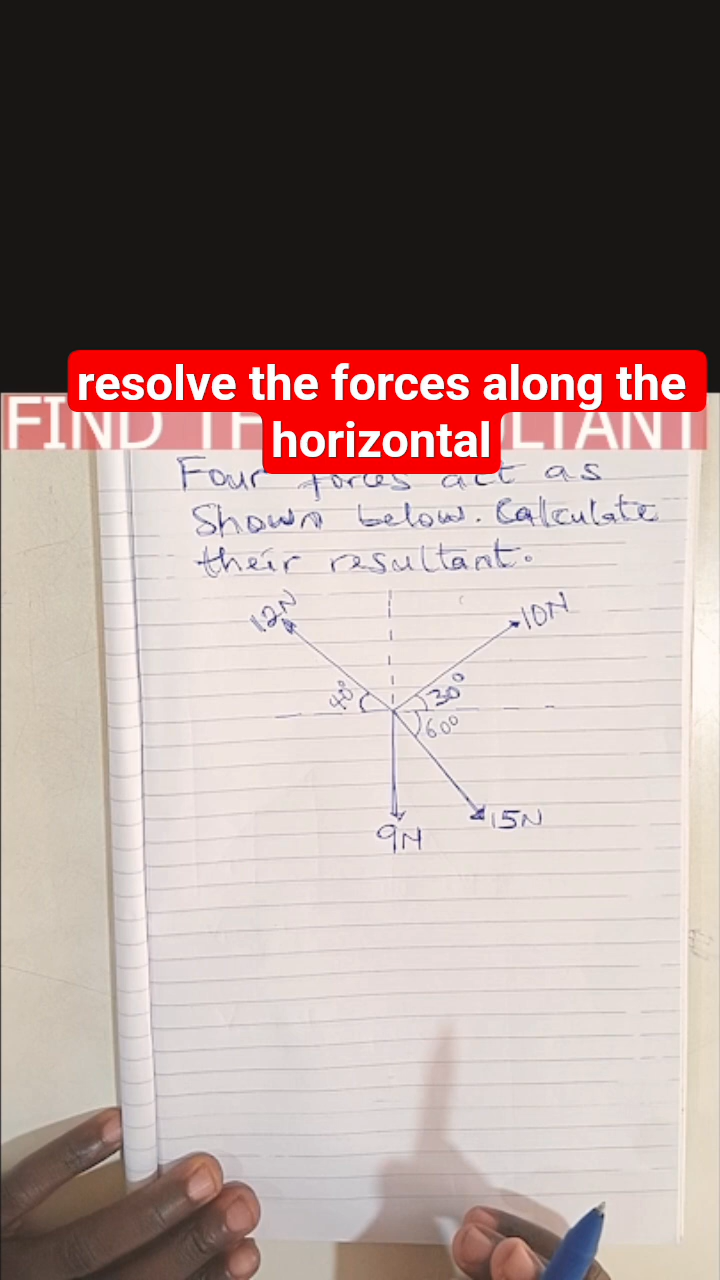 resolve the forces along the
horizontal
FIND
Four forces act as
Shown below. Calculate
their resultant.
12N
10N
40°
30°
60°
15N
9N